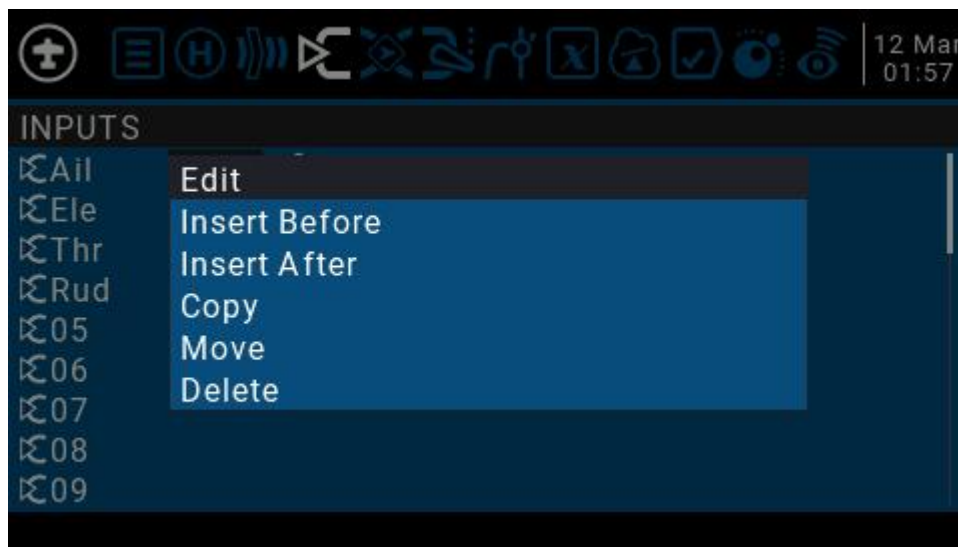 12 Mar
01:57
INPUTS
Ail
Ele
Thr
Rud
05
06
07
08
09
Edit
Insert Before
Insert After
Copy
Move
Delete